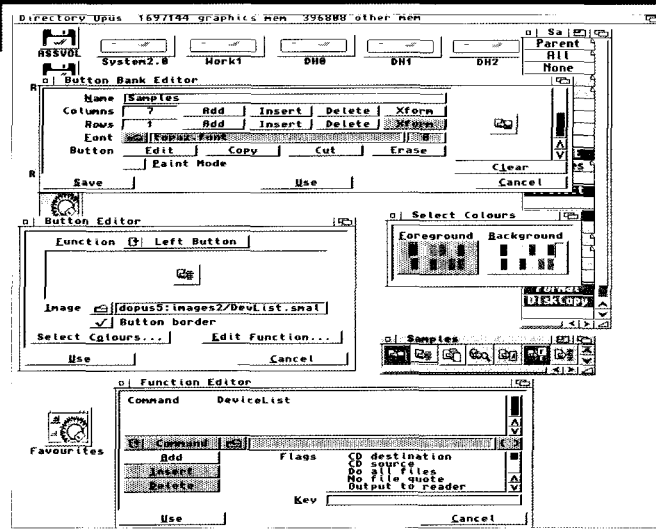 Directory Opus 1697144 graphics mem 396808 other mem
ASSVOL
System2.0
Work1
DH0
DH1
DH2
Sa
Parent
All
None
Button Bank Editor
Name Samples
Columns 7 Add Insert Delete Xform
Rows 1 Add Insert Delete Xform
Font topaz.font 8
Button Edit Copy Cut Erase
Paint Mode
Clear
Save Use Cancel
Button Editor
Function Left Button
Image dopus5:images2/DevList.smal
Button border
Select Colours... Edit Function...
Use Cancel
Select Colours
Foreground Background
Format
DiskCopy
Samples
Favourites
Function Editor
Command DeviceList
Command
Add
Insert
Delete
Flags
CD destination
CD source
Do all files
No file quote
Output to reader
Key
Use Cancel